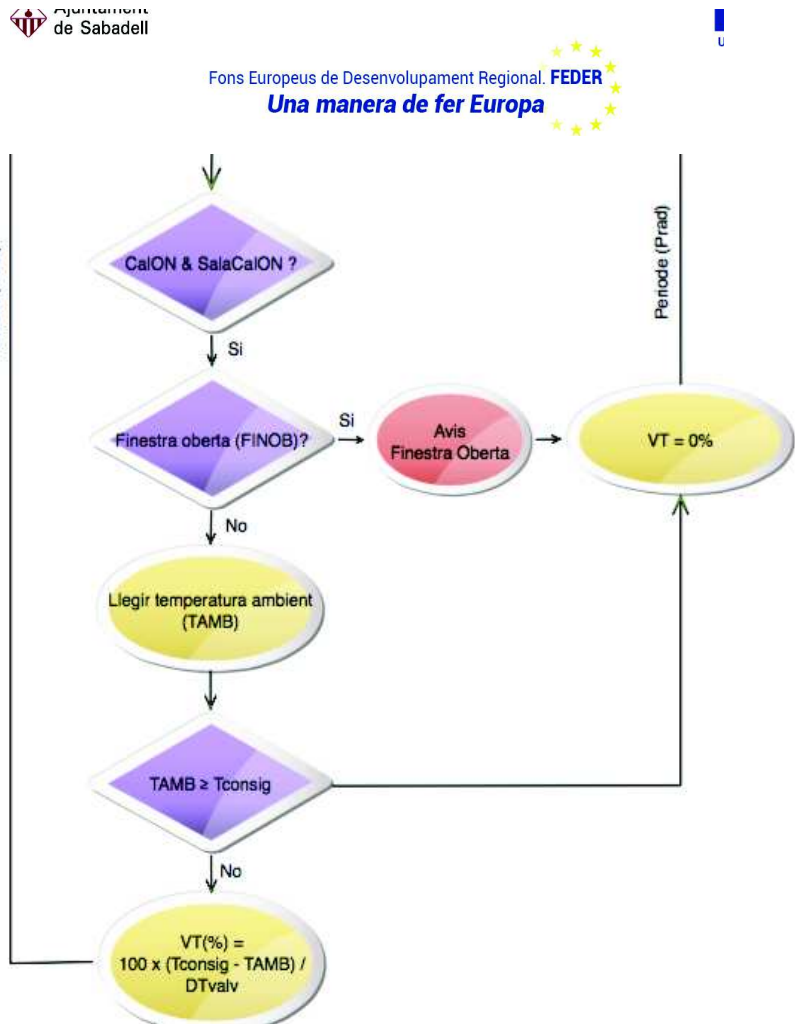 Ajuntament
de Sabadell
Fons Europeus de Desenvolupament Regional. FEDER
Una manera de fer Europa
CalON & SalaCalON ?
Periode (Prad)
Si
Finestra oberta (FINOB)?
Si
Avis
Finestra Oberta
VT = 0%
No
Llegir temperatura ambient
(TAMB)
TAMB ≥ Tconsig
No
VT(%) =
100 x (Tconsig - TAMB) /
DTvalv